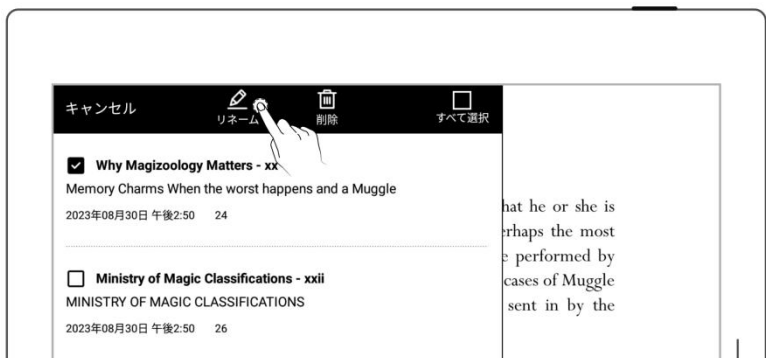 キャンセル
リネーム
削除
すべて選択
Why Magizoology Matters - xx
Memory Charms When the worst happens and a Muggle
2023年08月30日 午後2:50 24
Ministry of Magic Classifications - xxii
MINISTRY OF MAGIC CLASSIFICATIONS
2023年08月30日 午後2:50 26
hat he or she is
erhaps the most
e performed by
cases of Muggle
sent in by the